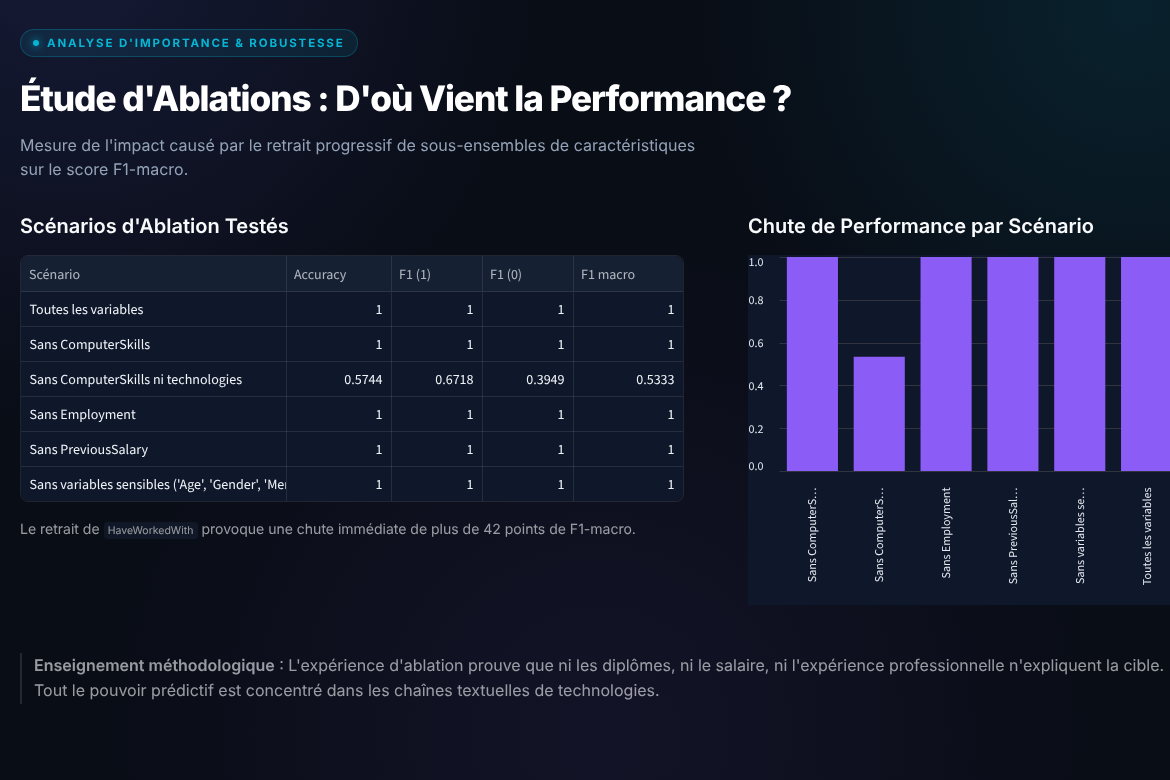 ANALYSE D'IMPORTANCE & ROBUSTESSE
Étude d'Ablations : D'où Vient la Performance ?
Mesure de l'impact causé par le retrait progressif de sous-ensembles de caractéristiques
sur le score F1-macro.
Scénarios d'Ablation Testés
Scénario Accuracy F1 (1) F1 (0) F1 macro
Toutes les variables 1 1 1 1
Sans ComputerSkills 1 1 1 1
Sans ComputerSkills ni technologies 0.5744 0.6718 0.3949 0.5333
Sans Employment 1 1 1 1
Sans PreviousSalary 1 1 1 1
Sans variables sensibles ('Age', 'Gender', 'Me 1 1 1 1
Le retrait de HaveWorkedWith provoque une chute immédiate de plus de 42 points de F1-macro.
Chute de Performance par Scénario
1.0
0.8
0.6
0.4
0.2
0.0
Sans ComputerS…
Sans ComputerS…
Sans Employment
Sans PreviousSal…
Sans variables se…
Toutes les variables
Enseignement méthodologique : L'expérience d'ablation prouve que ni les diplômes, ni le salaire, ni l'expérience professionnelle n'expliquent la cible.
Tout le pouvoir prédictif est concentré dans les chaînes textuelles de technologies.